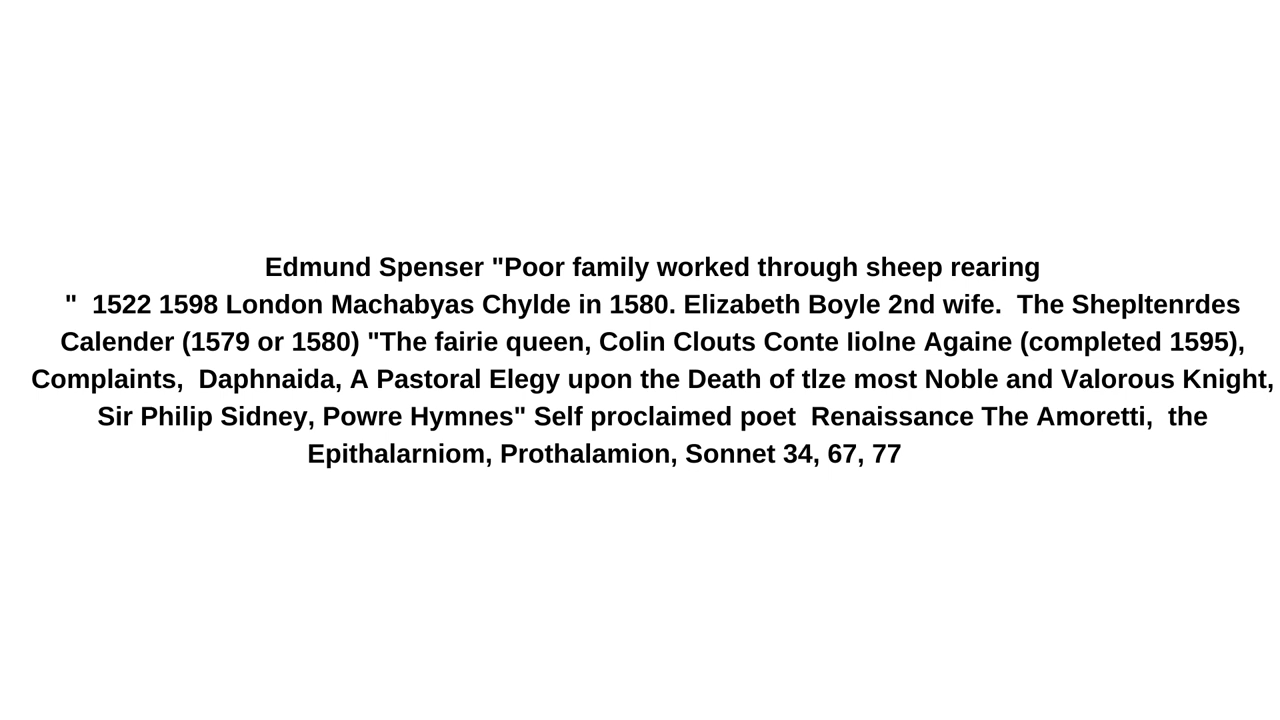 Edmund Spenser "Poor family worked through sheep rearing
"  1522 1598 London Machabyas Chylde in 1580. Elizabeth Boyle 2nd wife.  The Shepltenrdes
Calender (1579 or 1580) "The fairie queen, Colin Clouts Conte Iiolne Againe (completed 1595),
Complaints,  Daphnaida, A Pastoral Elegy upon the Death of tlze most Noble and Valorous Knight,
Sir Philip Sidney, Powre Hymnes" Self proclaimed poet  Renaissance The Amoretti,  the
Epithalarniom, Prothalamion, Sonnet 34, 67, 77